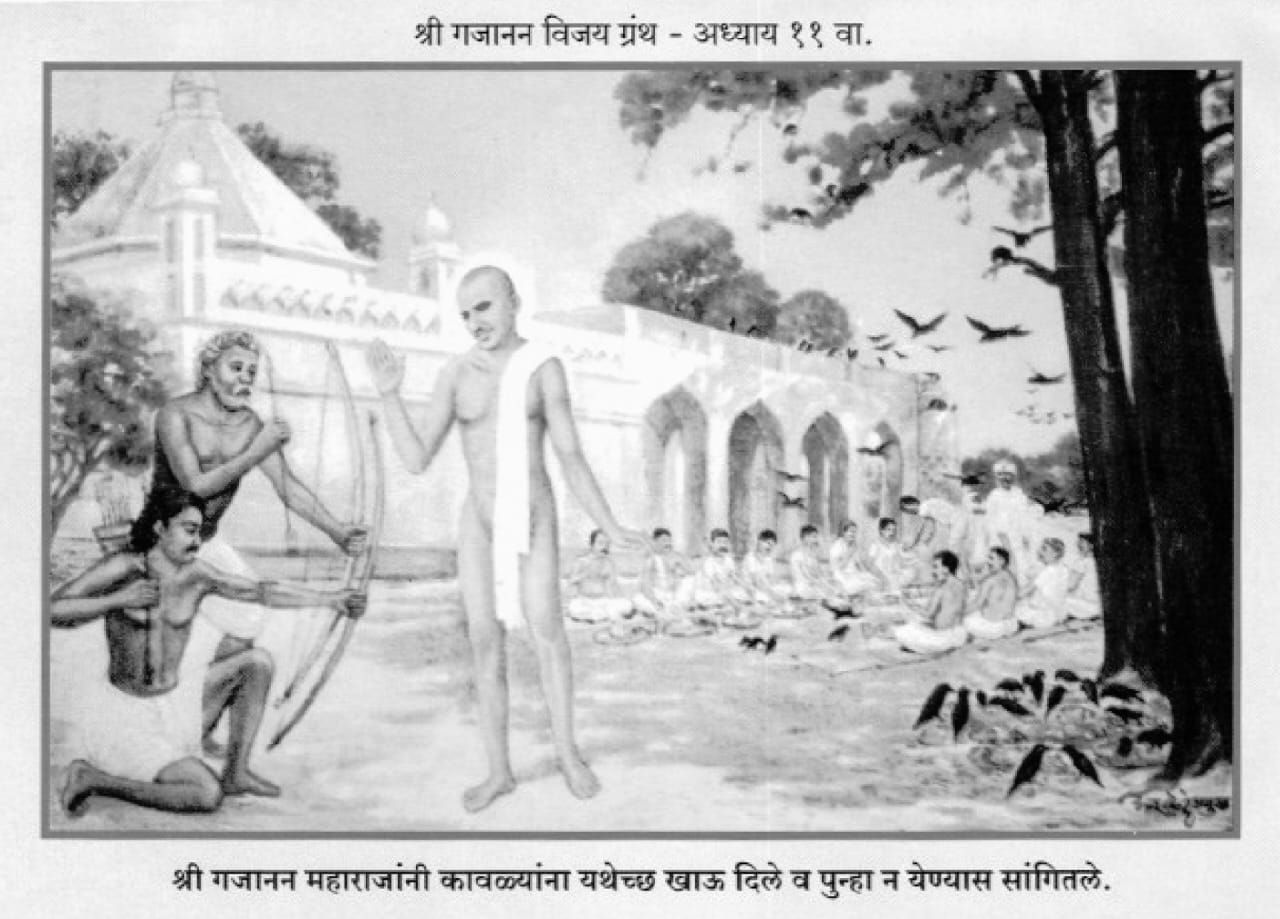 श्री गजानन विजय ग्रंथ - अध्याय ११ वा.
श्री गजानन महाराजांनी कावळ्यांना यथेच्छ खाऊ दिले व पुन्हा न येण्यास सांगितले.